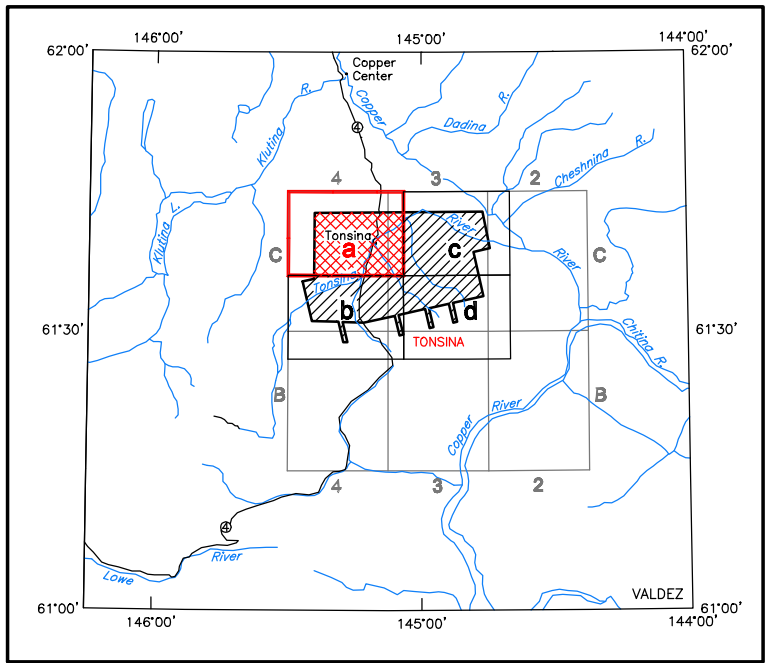 146°00'
145°00'
144°00'
62°00'
62°00'
Copper
Center
R.
Copper
R.
4
Dadina
Klutina
R.
Cheshnina
4
3
2
Klutina L.
River
Tonsina
a
c
C
River
C
Tonsina
b
d
61°30'
61°30'
TONSINA
Chitina R.
B
B
River
Copper
4
3
2
4
River
Lowe
VALDEZ
61°00'
61°00'
146°00'
145°00'
144°00'